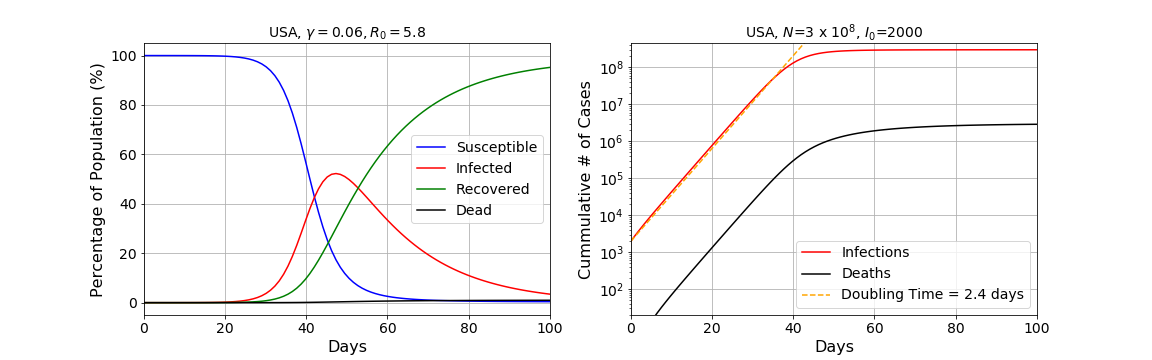 USA, γ = 0.06, R₀ = 5.8
Percentage of Population (%)
100
80
60
40
20
0
Susceptible
Infected
Recovered
Dead
0 20 40 60 80 100
Days
USA, N=3 x 10⁸, I₀=2000
Cummulative # of Cases
10⁸
10⁷
10⁶
10⁵
10⁴
10³
10²
Infections
Deaths
Doubling Time = 2.4 days
0 20 40 60 80 100
Days